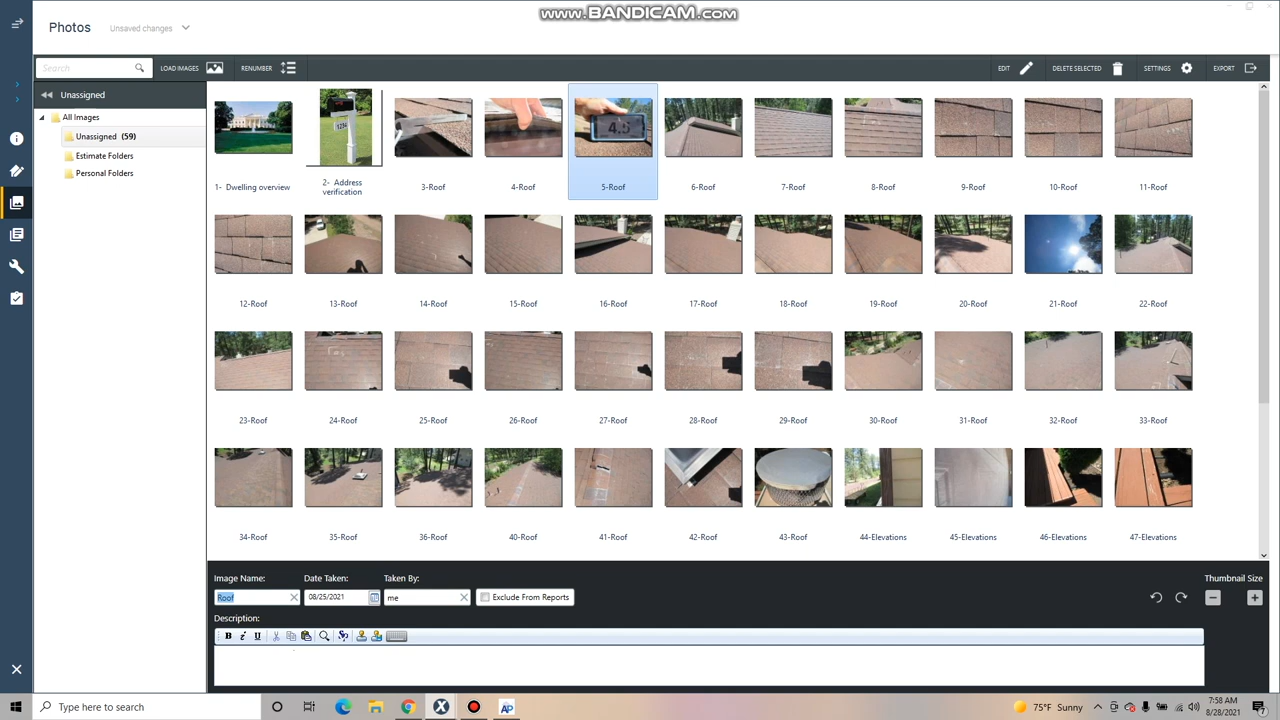 www.BANDICAM.com
Photos
Unsaved changes
Search
LOAD IMAGES
RENUMBER
EDIT
DELETE SELECTED
SETTINGS
EXPORT
Unassigned
All Images
Unassigned (59)
Estimate Folders
Personal Folders
1234
4.5
1- Dwelling overview
2- Address
verification
3-Roof
4-Roof
5-Roof
6-Roof
7-Roof
8-Roof
9-Roof
10-Roof
11-Roof
12-Roof
13-Roof
14-Roof
15-Roof
16-Roof
17-Roof
18-Roof
19-Roof
20-Roof
21-Roof
22-Roof
23-Roof
24-Roof
25-Roof
26-Roof
27-Roof
28-Roof
29-Roof
30-Roof
31-Roof
32-Roof
33-Roof
34-Roof
35-Roof
36-Roof
40-Roof
41-Roof
42-Roof
43-Roof
44-Elevations
45-Elevations
46-Elevations
47-Elevations
Image Name:
Date Taken:
Taken By:
Thumbnail Size
Roof
08/25/2021
me
Exclude From Reports
Description:
B i U
Type here to search
75°F Sunny
7:58 AM
8/28/2021
7